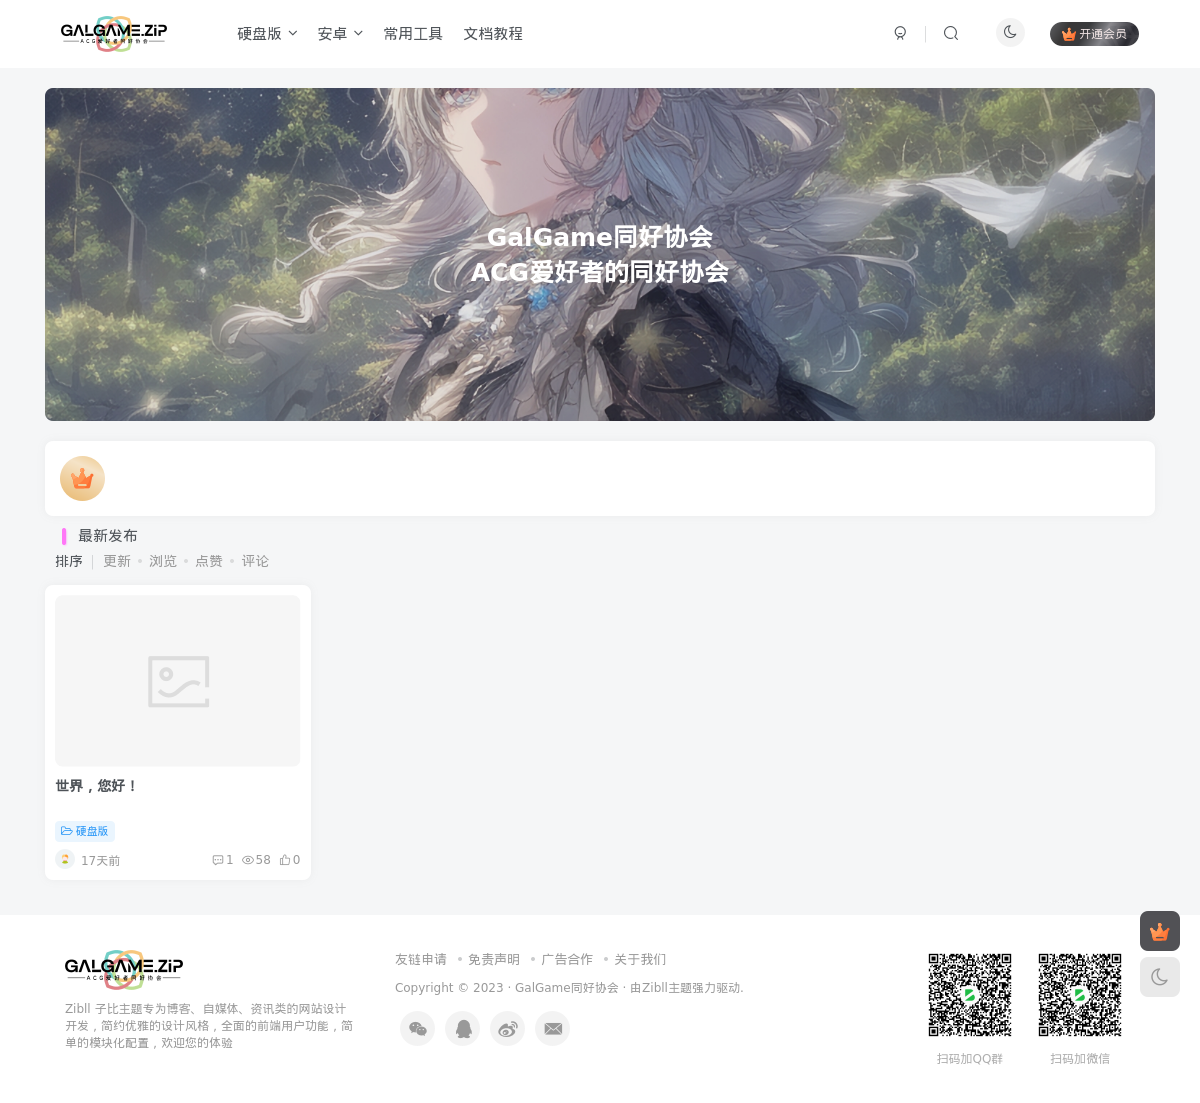 GALGAME.ZIP
ACG爱好者同好协会
硬盘版
安卓
常用工具
文档教程
开通会员
GalGame同好协会
ACG爱好者的同好协会
最新发布
排序 更新 浏览 点赞 评论
世界，您好！
硬盘版
17天前 1 58 0
GALGAME.ZIP
ACG爱好者同好协会
Zibll 子比主题专为博客、自媒体、资讯类的网站设计
开发，简约优雅的设计风格，全面的前端用户功能，简
单的模块化配置，欢迎您的体验
友链申请 免责声明 广告合作 关于我们
Copyright © 2023 · GalGame同好协会 · 由Zibll主题强力驱动.
扫码加QQ群
扫码加微信